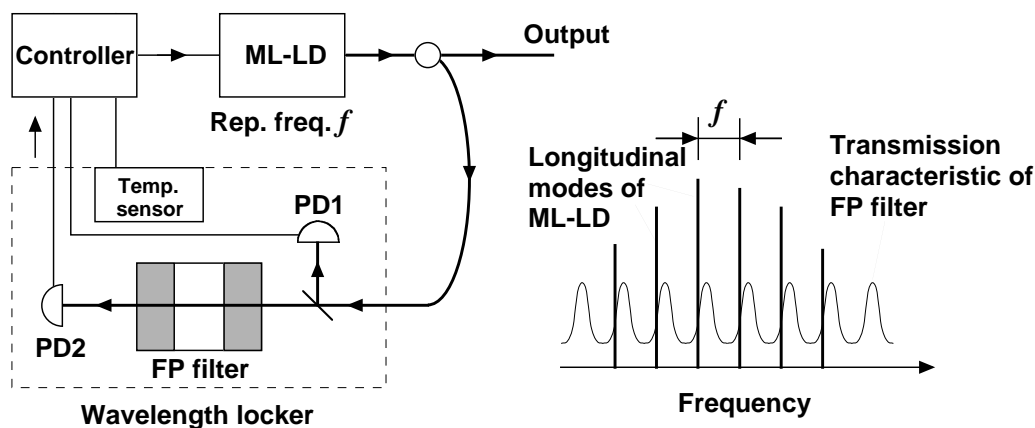 Controller
ML-LD
Output
Rep. freq. f
Temp.
sensor
PD1
PD2
FP filter
Wavelength locker
f
Longitudinal
modes of
ML-LD
Transmission
characteristic of
FP filter
Frequency